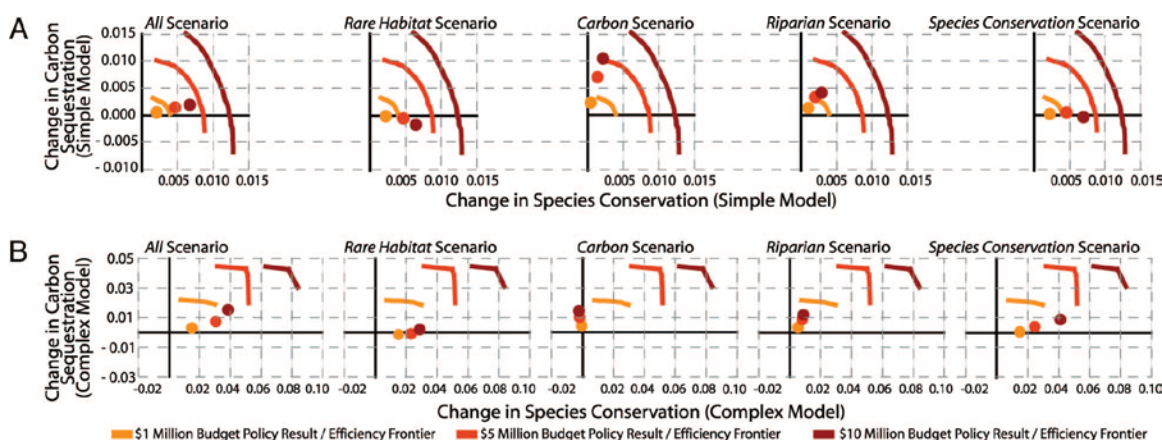 A
All Scenario
Rare Habitat Scenario
Carbon Scenario
Riparian Scenario
Species Conservation Scenario
Change in Carbon
Sequestration
(Simple Model)
0.015
0.010
0.005
0.000
- 0.005
- 0.010
0.005 0.010 0.015
0.005 0.010 0.015
0.005 0.010 0.015
0.005 0.010 0.015
0.005 0.010 0.015
Change in Species Conservation (Simple Model)
B
All Scenario
Rare Habitat Scenario
Carbon Scenario
Riparian Scenario
Species Conservation Scenario
Change in Carbon
Sequestration
(Complex Model)
0.05
0.03
0.01
-0.01
-0.03
-0.02 0.02 0.04 0.06 0.08 0.10
-0.02 0.02 0.04 0.06 0.08 0.10
-0.02 0.02 0.04 0.06 0.08 0.10
-0.02 0.02 0.04 0.06 0.08 0.10
-0.02 0.02 0.04 0.06 0.08 0.10
Change in Species Conservation (Complex Model)
$1 Million Budget Policy Result / Efficiency Frontier
$5 Million Budget Policy Result / Efficiency Frontier
$10 Million Budget Policy Result / Efficiency Frontier